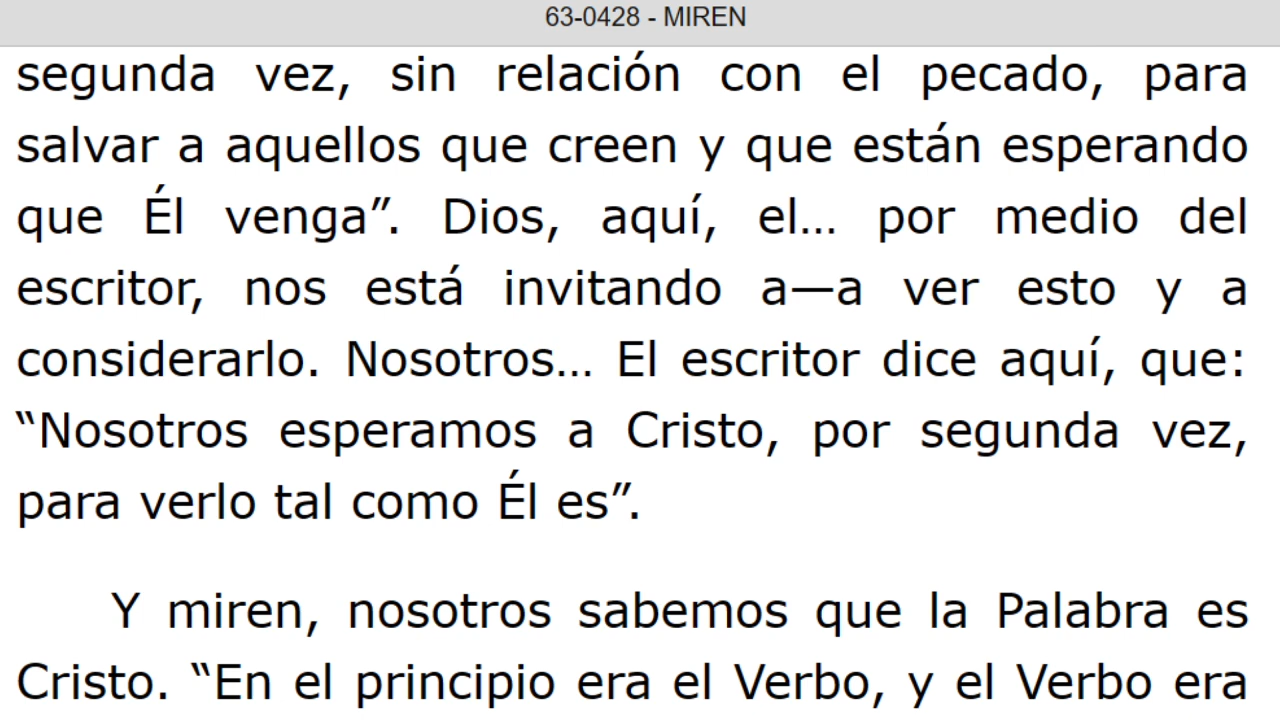 63-0428 - MIREN
segunda vez, sin relación con el pecado, para
salvar a aquellos que creen y que están esperando
que Él venga”. Dios, aquí, el… por medio del
escritor, nos está invitando a—a ver esto y a
considerarlo. Nosotros… El escritor dice aquí, que:
“Nosotros esperamos a Cristo, por segunda vez,
para verlo tal como Él es”.
Y miren, nosotros sabemos que la Palabra es
Cristo. “En el principio era el Verbo, y el Verbo era